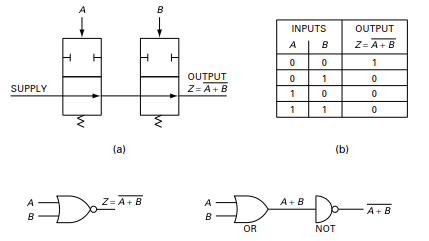 A B
SUPPLY
OUTPUT
Z = A + B
(a)
INPUTS OUTPUT
A B Z = A + B
0 0 1
0 1 0
1 0 0
1 1 0
(b)
A
B
Z = A + B
A
B
OR
A + B
NOT
A + B